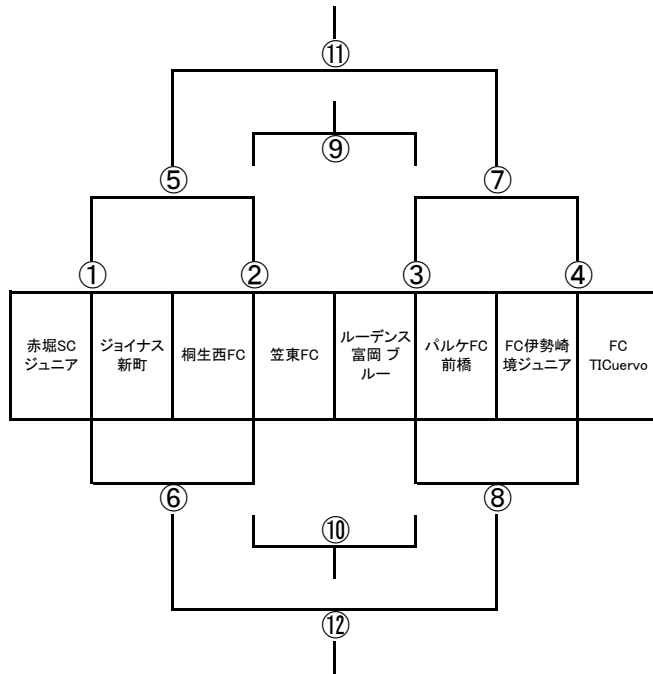 ⑪
⑨
⑤
⑦
①
②
③
④
赤堀SC
ジュニア
ジョイナス
新町
桐生西FC
笠東FC
ルーデンス
富岡 ブ
ルー
パルケFC
前橋
FC伊勢崎
境ジュニア
FC
TICuervo
⑥
⑧
⑩
⑫